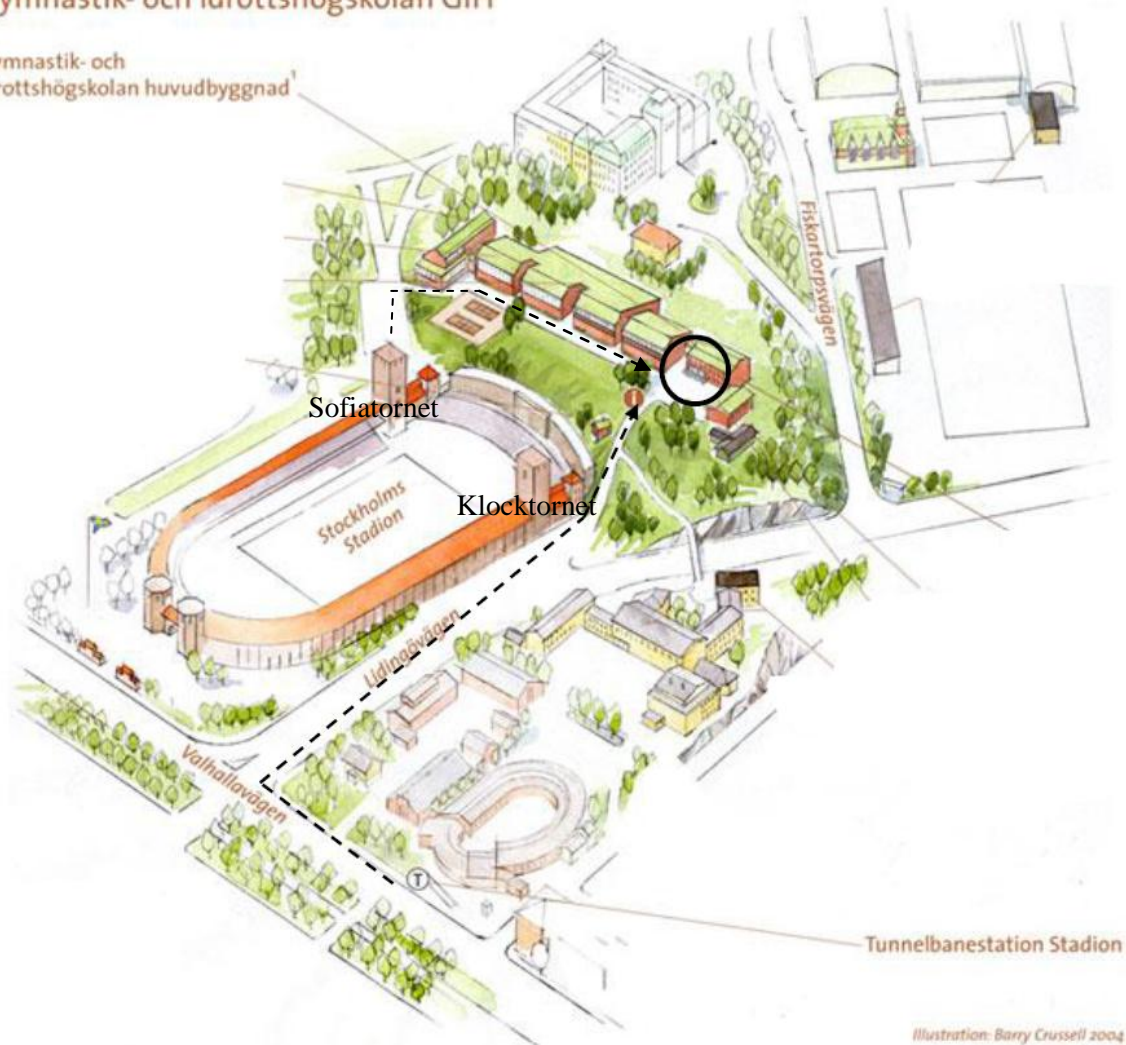 ymnastik- och idrottshögskolan GIH
mnastik- och
rottshögskolan huvudbyggnad
Fiskartorpsvägen
Sofiatornet
Klocktornet
Stockholms
Stadion
Lidingövägen
Valhallavägen
T
Tunnelbanestation Stadion
Illustration: Barry Crussell 2004